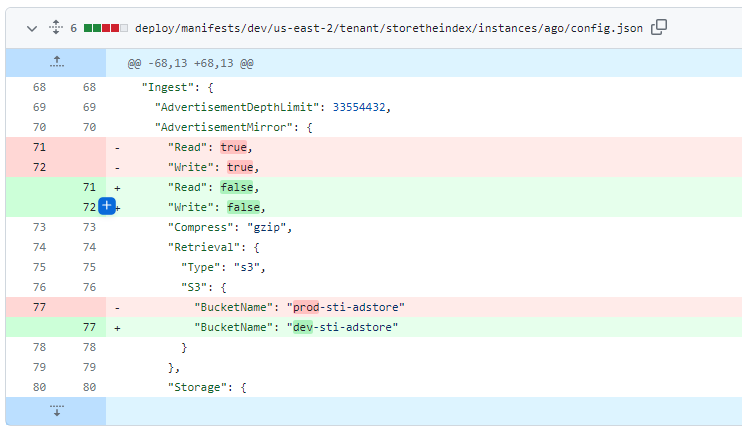 6 deploy/manifests/dev/us-east-2/tenant/storetheindex/instances/ago/config.json
@@ -68,13 +68,13 @@
68 68 "Ingest": {
69 69 "AdvertisementDepthLimit": 33554432,
70 70 "AdvertisementMirror": {
71 - "Read": true,
72 - "Write": true,
71 + "Read": false,
72 + "Write": false,
73 73 "Compress": "gzip",
74 74 "Retrieval": {
75 75 "Type": "s3",
76 76 "S3": {
77 - "BucketName": "prod-sti-adstore"
77 + "BucketName": "dev-sti-adstore"
78 78 }
79 79 },
80 80 "Storage": {